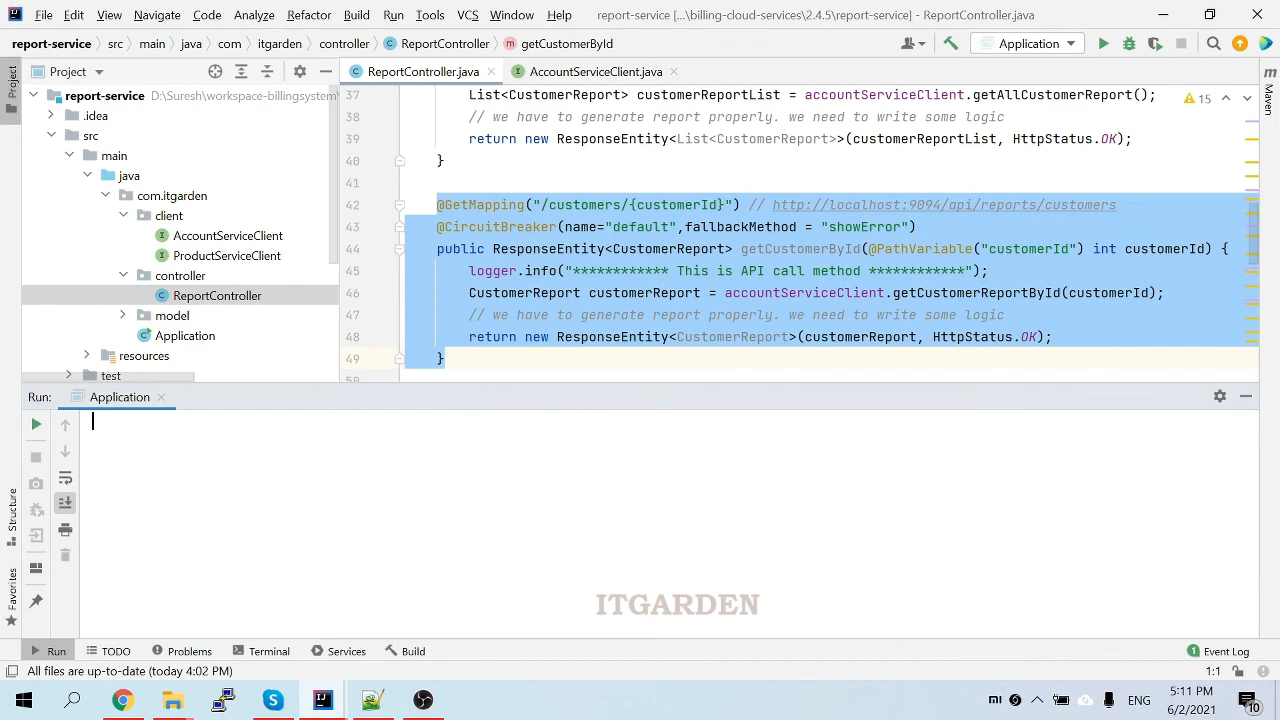 File Edit View Navigate Code Analyze Refactor Build Run Tools VCS Window Help report-service [...\billing-cloud-services\2.4.5\report-service] - ReportController.java
report-service src main java com itgarden controller ReportController getCustomerById Application
Project
ReportController.java AccountServiceClient.java
Project
Maven
report-service D:\Suresh\workspace-billingsystem\
.idea
src
main
java
com.itgarden
client
AccountServiceClient
ProductServiceClient
controller
ReportController
model
Application
resources
test
15
37 List<CustomerReport> customerReportList = accountServiceClient.getAllCustomerReport();
38 // we have to generate report properly. we need to write some logic
39 return new ResponseEntity<List<CustomerReport>>(customerReportList, HttpStatus.OK);
40 }
41
42 @GetMapping("/customers/{customerId}") // http://localhost:9094/api/reports/customers
43 @CircuitBreaker(name="default",fallbackMethod = "showError")
44 public ResponseEntity<CustomerReport> getCustomerById(@PathVariable("customerId") int customerId) {
45 logger.info("************ This is API call method ************");
46 CustomerReport customerReport = accountServiceClient.getCustomerReportById(customerId);
47 // we have to generate report properly. we need to write some logic
48 return new ResponseEntity<CustomerReport>(customerReport, HttpStatus.OK);
49 }
50
Run: Application
Structure
Favorites
ITGARDEN
Run TODO Problems Terminal Services Build 1 Event Log
All files are up-to-date (today 4:02 PM) 1:1
ENG
5:11 PM
6/2/2021
10